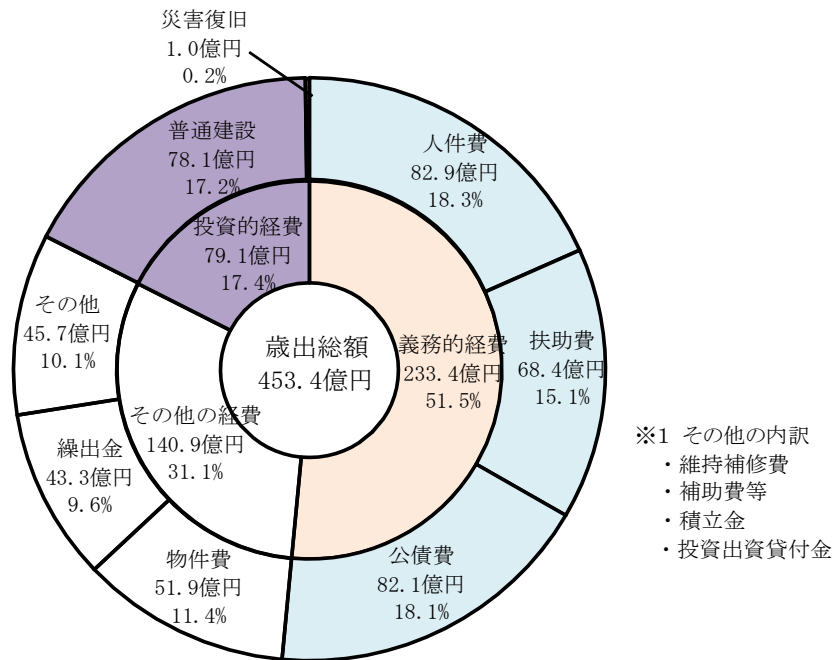 災害復旧
1.0億円
0.2%
普通建設
78.1億円
17.2%
人件費
82.9億円
18.3%
投資的経費
79.1億円
17.4%
その他
45.7億円
10.1%
歳出総額
453.4億円
義務的経費
233.4億円
51.5%
扶助費
68.4億円
15.1%
その他の経費
140.9億円
31.1%
繰出金
43.3億円
9.6%
物件費
51.9億円
11.4%
公債費
82.1億円
18.1%
※1 その他の内訳
・維持補修費
・補助費等
・積立金
・投資出資貸付金